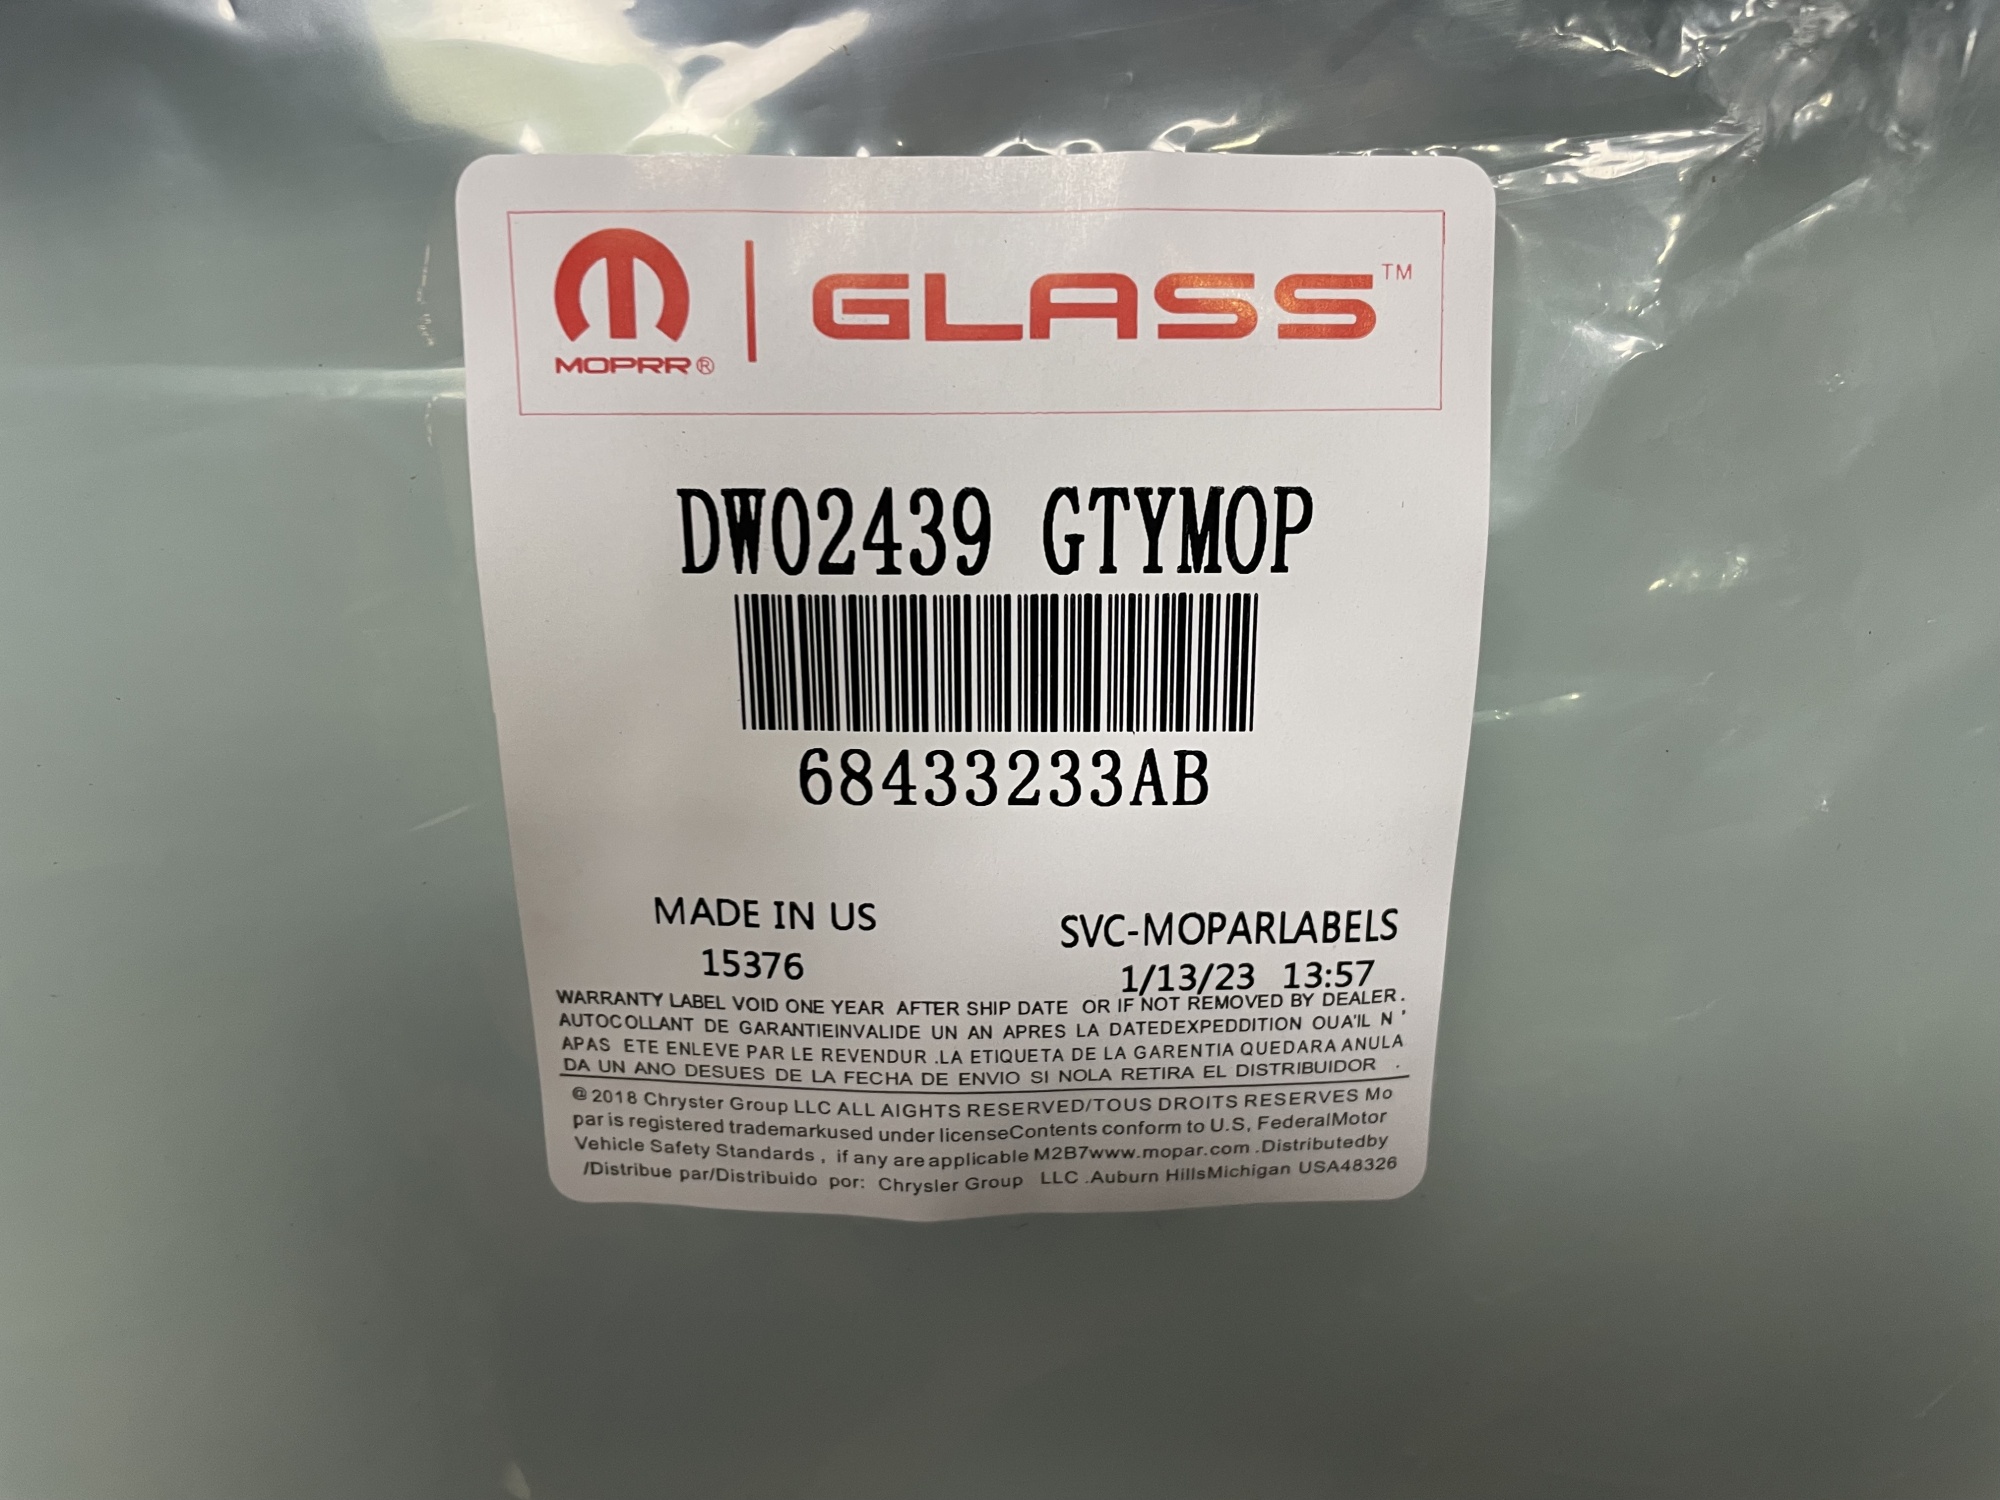 MOPRR® | GLASS™
DW02439 GTYMOP
68433233AB
MADE IN US
15376
SVC-MOPARLABELS
1/13/23 13:57
WARRANTY LABEL VOID ONE YEAR AFTER SHIP DATE OR IF NOT REMOVED BY DEALER.
AUTOCOLLANT DE GARANTIEINVALIDE UN AN APRES LA DATEDEXPEDDITION OUA'IL N '
APAS ETE ENLEVE PAR LE REVENDUR .LA ETIQUETA DE LA GARENTIA QUEDARA ANULA
DA UN ANO DESUES DE LA FECHA DE ENVIO SI NOLA RETIRA EL DISTRIBUIDOR .
@ 2018 Chryster Group LLC ALL AIGHTS RESERVED/TOUS DROITS RESERVES Mo
par is registered trademarkused under licenseContents conform to U.S, FederalMotor
Vehicle Safety Standards , if any are applicable M2B7www.mopar.com .Distributedby
/Distribue par/Distribuido por: Chrysler Group LLC .Auburn HillsMichigan USA48326